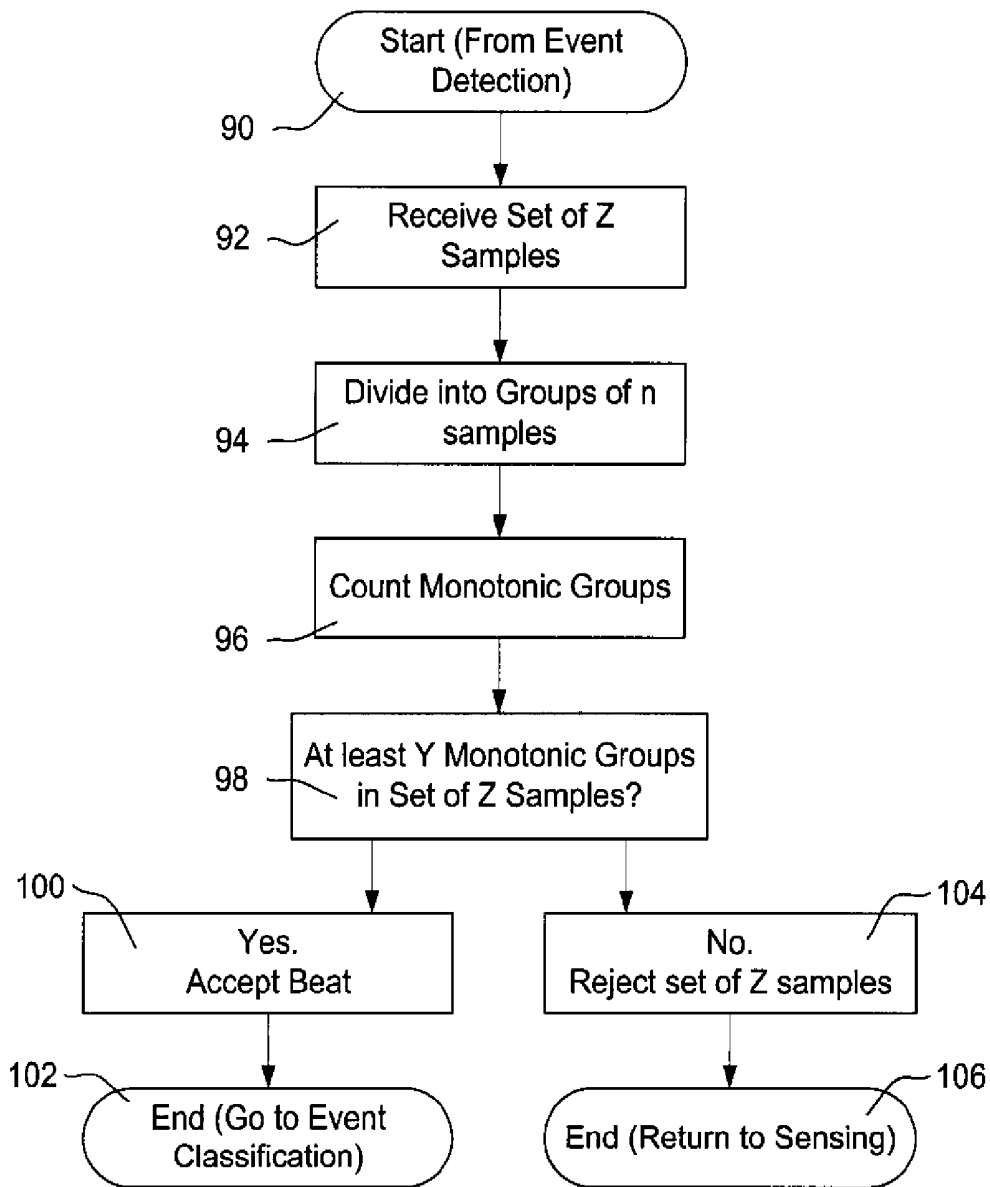 Start (From Event
Detection)
90
Receive Set of Z
Samples
92
Divide into Groups of n
samples
94
Count Monotonic Groups
96
At least Y Monotonic Groups
in Set of Z Samples?
98
100
Yes.
Accept Beat
104
No.
Reject set of Z samples
102
End (Go to Event
Classification)
106
End (Return to Sensing)